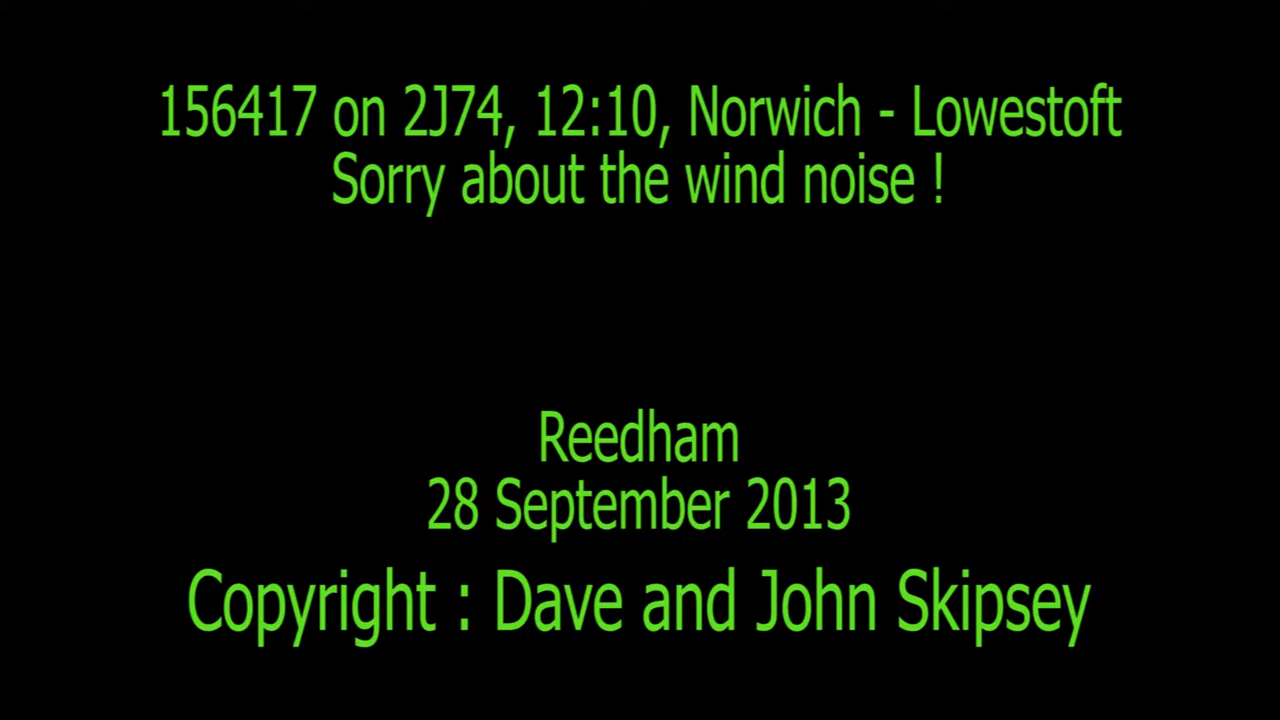 156417 on 2J74, 12:10, Norwich - Lowestoft
Sorry about the wind noise !
Reedham
28 September 2013
Copyright : Dave and John Skipsey